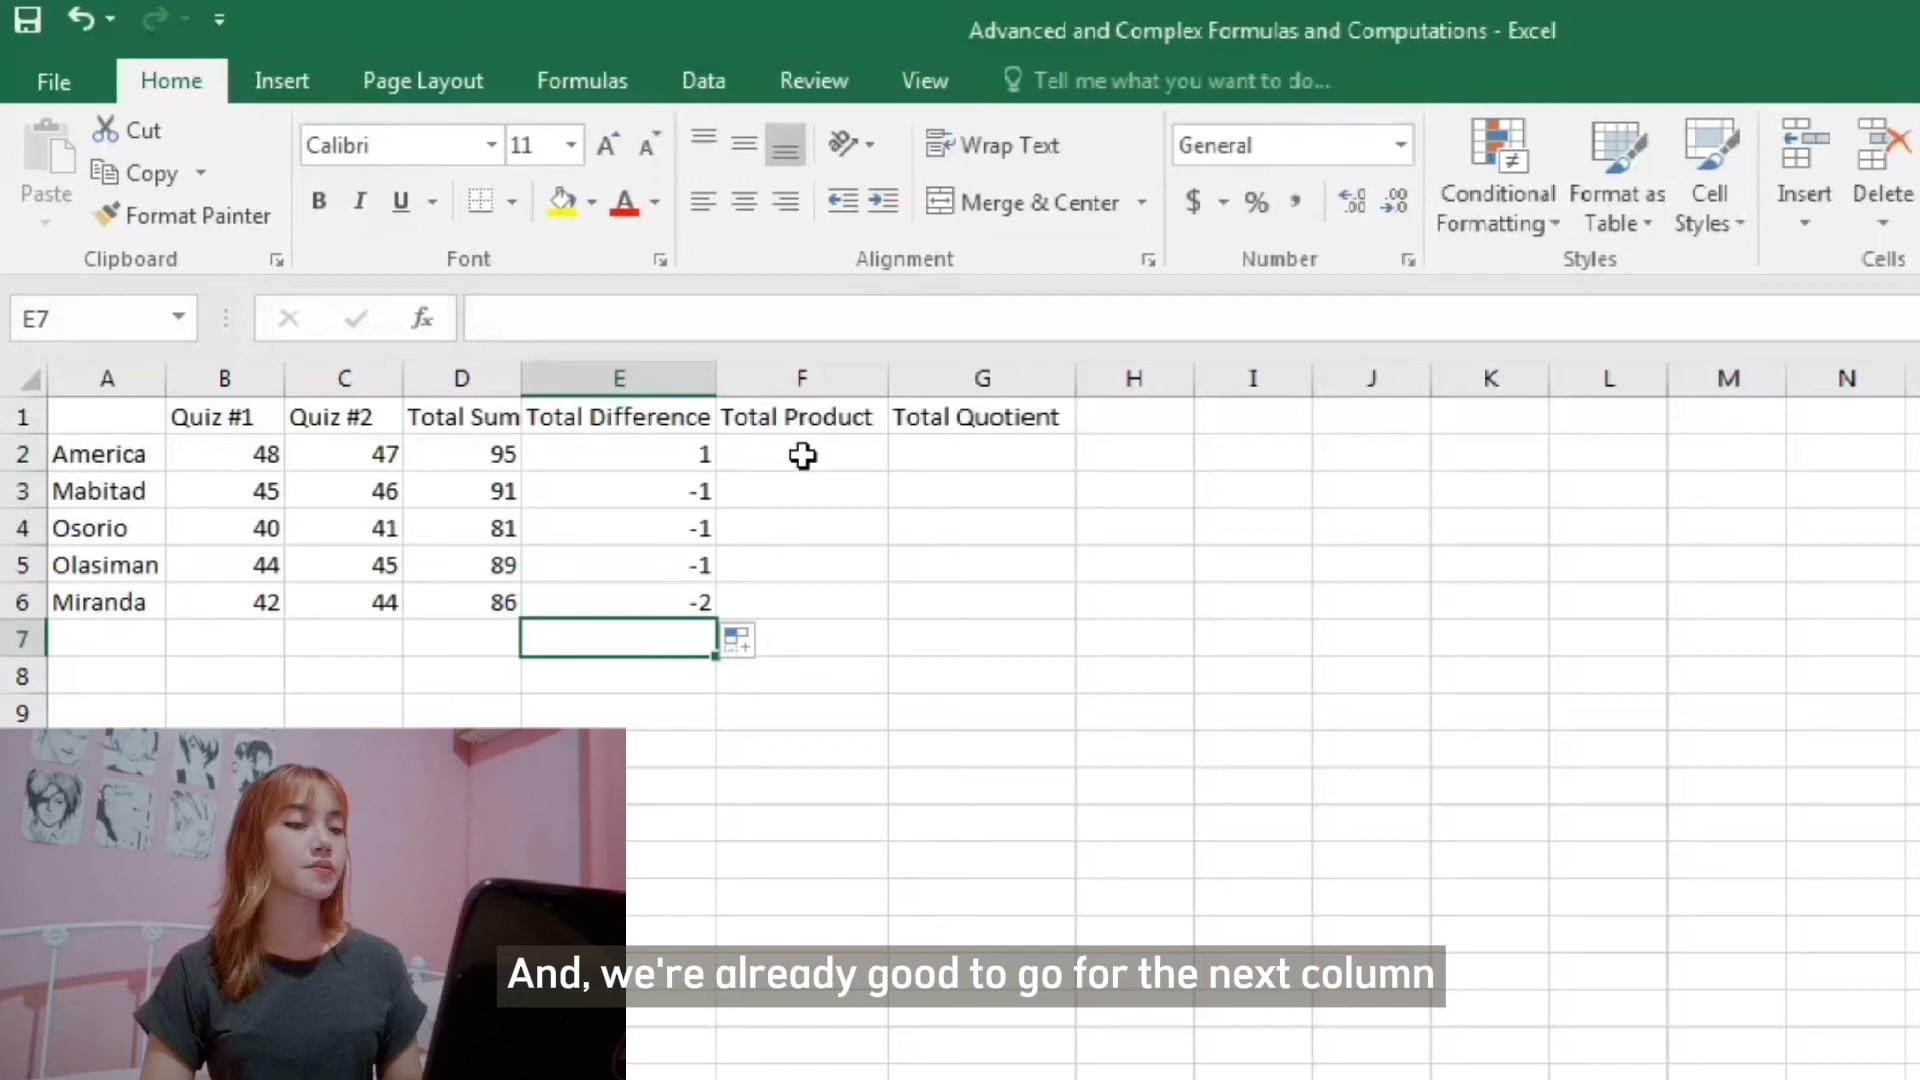 Advanced and Complex Formulas and Computations - Excel
File Home Insert Page Layout Formulas Data Review View Tell me what you want to do...
Paste
Cut
Copy
Format Painter
Clipboard
Calibri 11
B I U
Font
Wrap Text
Merge & Center
Alignment
General
$ % ,
Number
Conditional Formatting
Format as Table
Cell Styles
Styles
Insert
Delete
Cells
E7 fx
A B C D E F G H I J K L M N
1 Quiz #1 Quiz #2 Total Sum Total Difference Total Product Total Quotient
2 America 48 47 95 1
3 Mabitad 45 46 91 -1
4 Osorio 40 41 81 -1
5 Olasiman 44 45 89 -1
6 Miranda 42 44 86 -2
7
8
9
And, we're already good to go for the next column